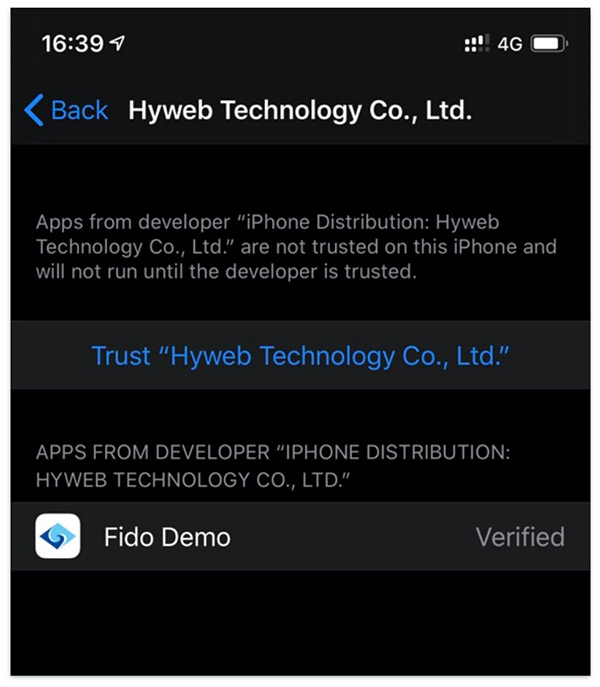 16:39 4G
Back Hyweb Technology Co., Ltd.
Apps from developer “iPhone Distribution: Hyweb
Technology Co., Ltd.” are not trusted on this iPhone and
will not run until the developer is trusted.
Trust “Hyweb Technology Co., Ltd.”
APPS FROM DEVELOPER “IPHONE DISTRIBUTION:
HYWEB TECHNOLOGY CO., LTD.”
Fido Demo Verified